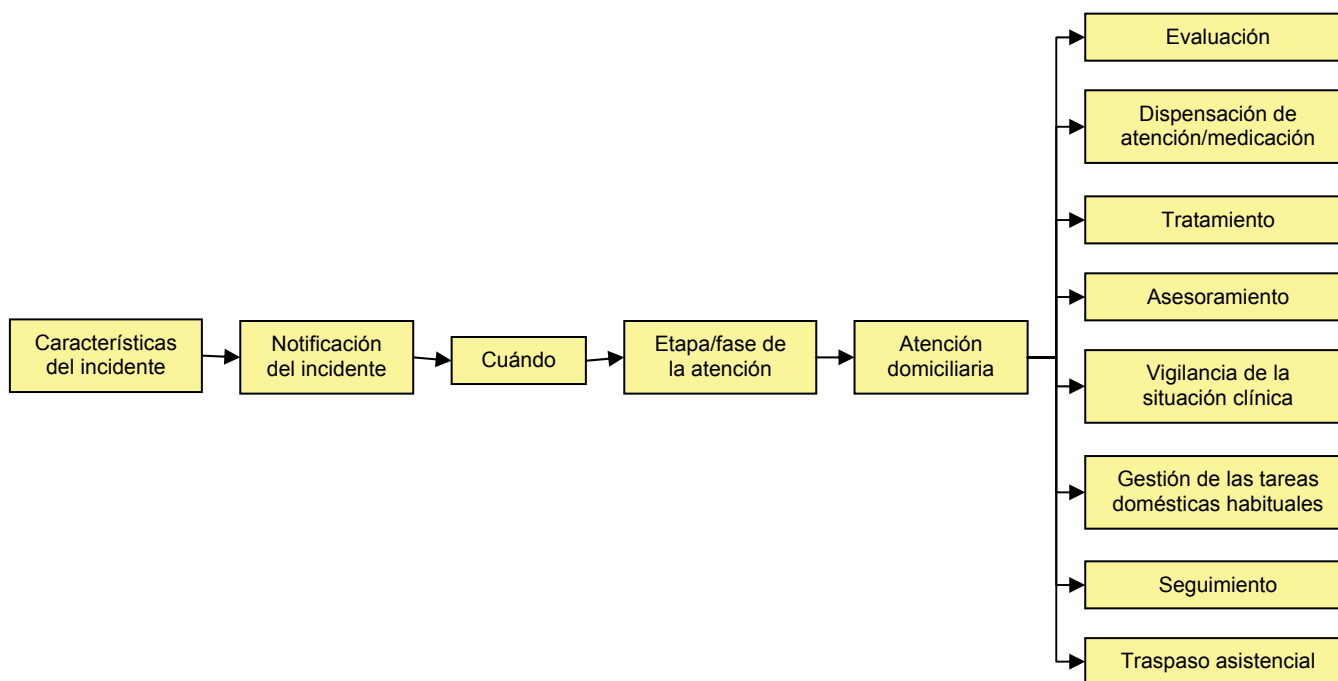 Características
del incidente
Notificación
del incidente
Cuándo
Etapa/fase de
la atención
Atención
domiciliaria
Evaluación
Dispensación de
atención/medicación
Tratamiento
Asesoramiento
Vigilancia de la
situación clínica
Gestión de las tareas
domésticas habituales
Seguimiento
Traspaso asistencial